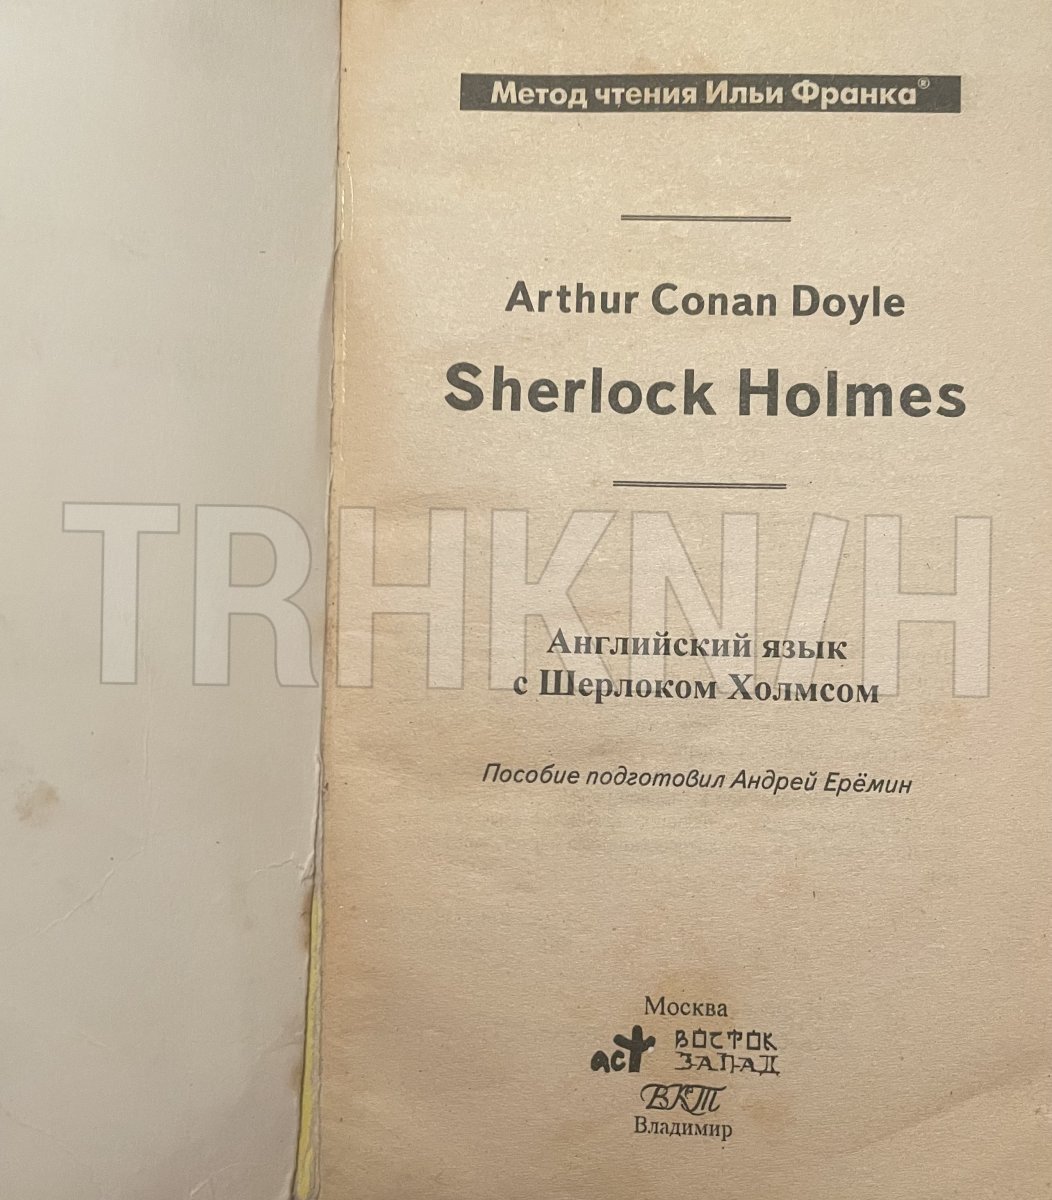 Метод чтения Ильи Франка®
Arthur Conan Doyle
Sherlock Holmes
TRHKN/H
Английский язык
с Шерлоком Холмсом
Пособие подготовил Андрей Ерёмин
Москва
аст ВОСТОК
ЗАПАД
ВКТ
Владимир